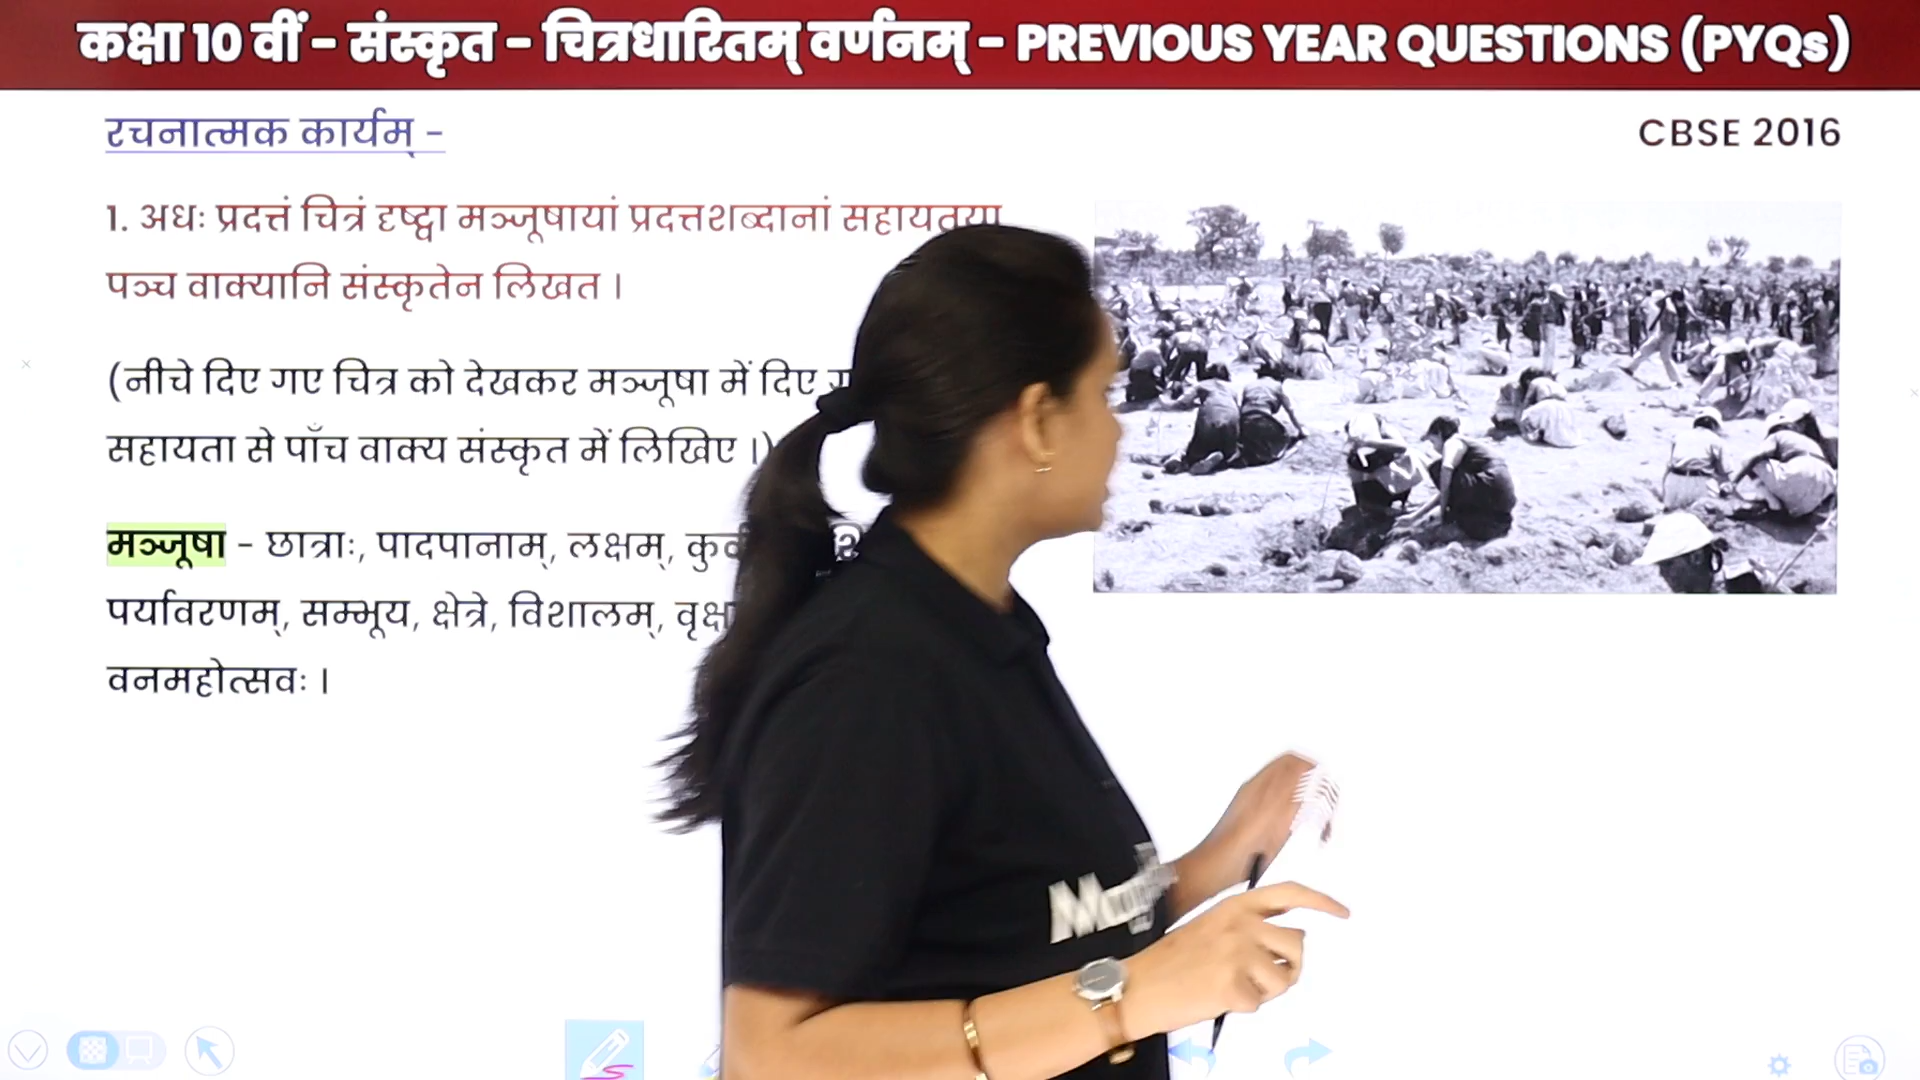 कक्षा 10 वीं - संस्कृत - चित्रधारितम् वर्णनम् - PREVIOUS YEAR QUESTIONS (PYQs)
रचनात्मक कार्यम् -
CBSE 2016
1. अधः प्रदत्तं चित्रं दृष्ट्वा मञ्जूषायां प्रदत्तशब्दानां सहायतया
पञ्च वाक्यानि संस्कृतेन लिखत ।
(नीचे दिए गए चित्र को देखकर मञ्जूषा में दिए
सहायता से पाँच वाक्य संस्कृत में लिखिए ।)
मञ्जूषा - छात्राः, पादपानाम्, लक्षम्,
पर्यावरणम्, सम्भूय, क्षेत्रे, विशालम्,
वनमहोत्सवः ।